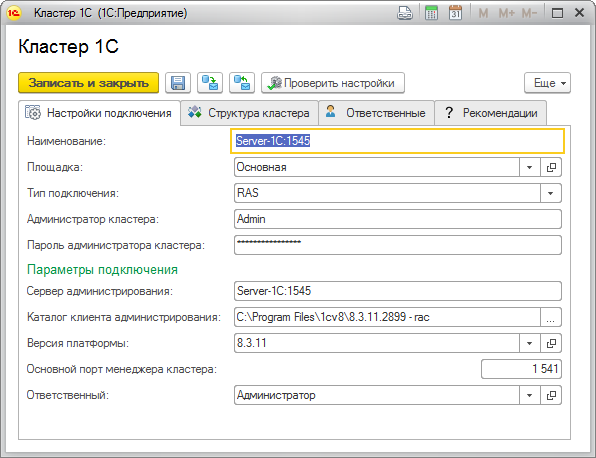 Кластер 1С (1С:Предприятие)
31 M M+ M-
Кластер 1С
Записать и закрыть Проверить настройки Еще
Настройки подключения Структура кластера Ответственные ? Рекомендации
Наименование: Server-1C:1545
Площадка: Основная
Тип подключения: RAS
Администратор кластера: Admin
Пароль администратора кластера: ****************
Параметры подключения
Сервер администрирования: Server-1C:1545
Каталог клиента администрирования: C:\Program Files\1cv8\8.3.11.2899 - rac ...
Версия платформы: 8.3.11
Основной порт менеджера кластера: 1 541
Ответственный: Администратор